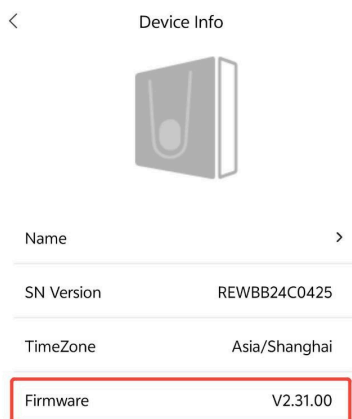 Device Info
Name
SN Version REWBB24C0425
TimeZone Asia/Shanghai
Firmware V2.31.00